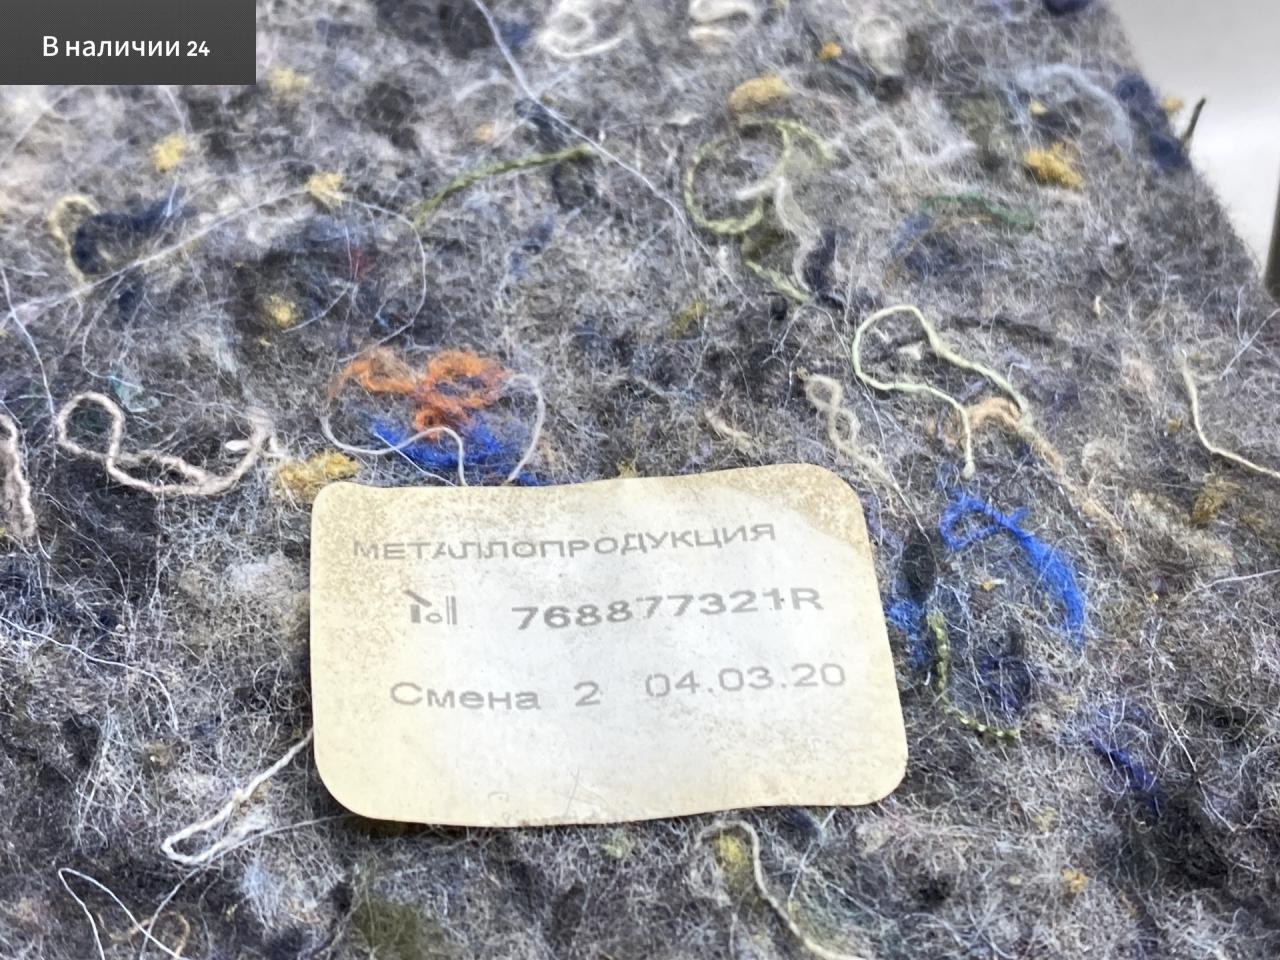 В наличии 24
МЕТАЛЛОПРОДУКЦИЯ
768877321R
Смена 2 04.03.20